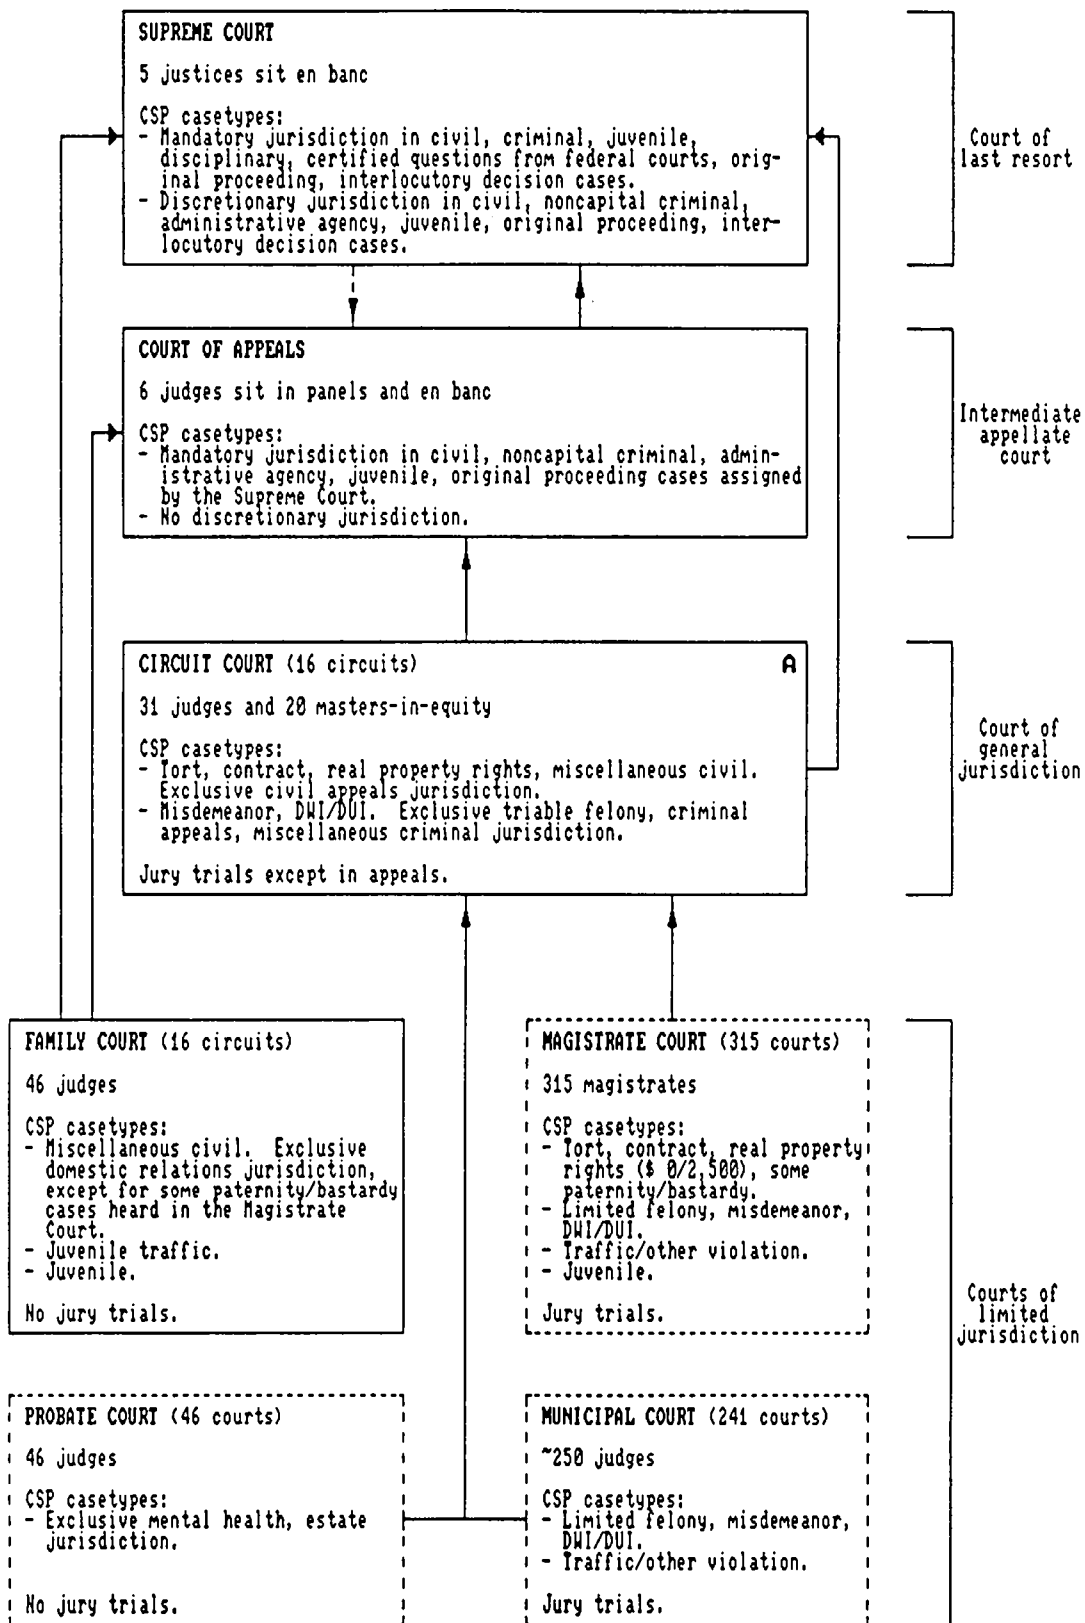 SUPREME COURT
5 justices sit en banc
CSP casetypes:
- Mandatory jurisdiction in civil, criminal, juvenile,
disciplinary, certified questions from federal courts, orig-
inal proceeding, interlocutory decision cases.
- Discretionary jurisdiction in civil, noncapital criminal,
administrative agency, juvenile, original proceeding, inter-
locutory decision cases.
Court of
last resort
COURT OF APPEALS
6 judges sit in panels and en banc
CSP casetypes:
- Mandatory jurisdiction in civil, noncapital criminal, admin-
istrative agency, juvenile, original proceeding cases assigned
by the Supreme Court.
- No discretionary jurisdiction.
Intermediate
appellate
court
CIRCUIT COURT (16 circuits) A
31 judges and 20 masters-in-equity
CSP casetypes:
- Tort, contract, real property rights, miscellaneous civil.
Exclusive civil appeals jurisdiction.
- Misdemeanor, DWI/DUI. Exclusive triable felony, criminal
appeals, miscellaneous criminal jurisdiction.
Jury trials except in appeals.
Court of
general
jurisdiction
FAMILY COURT (16 circuits)
46 judges
CSP casetypes:
- Miscellaneous civil. Exclusive
domestic relations jurisdiction,
except for some paternity/bastardy
cases heard in the Magistrate
Court.
- Juvenile traffic.
- Juvenile.
No jury trials.
MAGISTRATE COURT (315 courts)
315 magistrates
CSP casetypes:
- Tort, contract, real property
rights ($ 0/2,500), some
paternity/bastardy.
- Limited felony, misdemeanor,
DWI/DUI.
- Traffic/other violation.
- Juvenile.
Jury trials.
Courts of
limited
jurisdiction
PROBATE COURT (46 courts)
46 judges
CSP casetypes:
- Exclusive mental health, estate
jurisdiction.
No jury trials.
MUNICIPAL COURT (241 courts)
~250 judges
CSP casetypes:
- Limited felony, misdemeanor,
DWI/DUI.
- Traffic/other violation.
Jury trials.